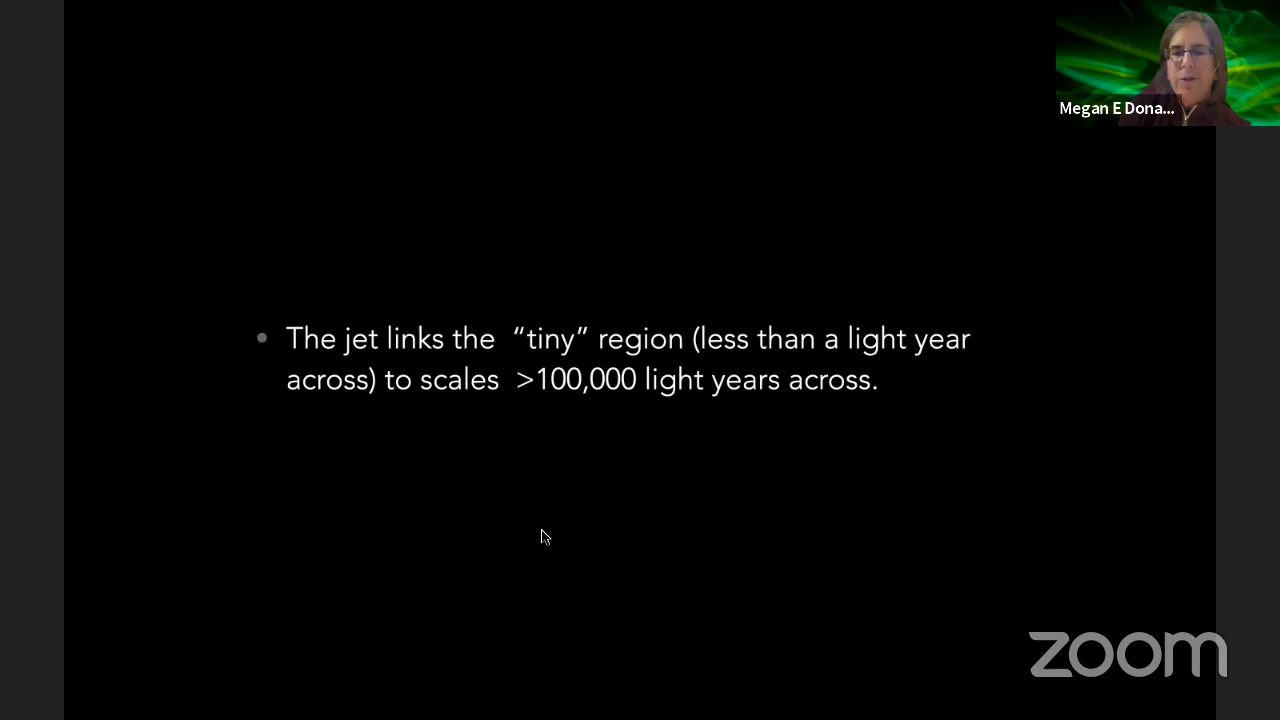 Megan E Dona...
• The jet links the “tiny” region (less than a light year
across) to scales >100,000 light years across.
zoom